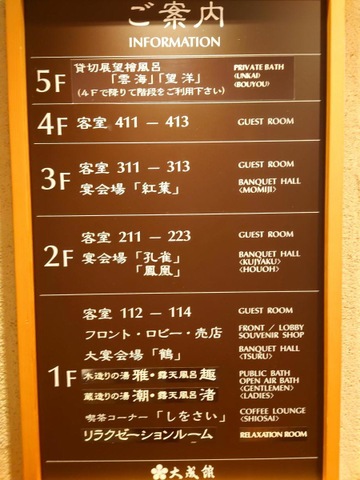 ご案内
INFORMATION
5F 貸切展望檜風呂 PRIVATE BATH
「雲海」「望洋」 〈UNKAI〉
(4Fで降りて階段をご利用下さい) 〈BOUYOU〉
4F 客室 411 － 413 GUEST ROOM
3F 客室 311 － 313 GUEST ROOM
宴会場「紅葉」 BANQUET HALL
〈MOMIJI〉
2F 客室 211 － 223 GUEST ROOM
宴会場「孔雀」 BANQUET HALL
「鳳凰」 〈KUJYAKU〉
〈HOUOH〉
1F 客室 112 － 114 GUEST ROOM
フロント・ロビー・売店 FRONT / LOBBY
SOUVENIR SHOP
大宴会場「鶴」 BANQUET HALL
〈TSURU〉
木造りの湯 雅・露天風呂 趣 PUBLIC BATH
OPEN AIR BATH
〈GENTLEMEN〉
蔵造りの湯 潮・露天風呂 渚 〈LADIES〉
喫茶コーナー「しをさい」 COFFEE LOUNGE
〈SHIOSAI〉
リラクゼーションルーム RELAXATION ROOM
大成館